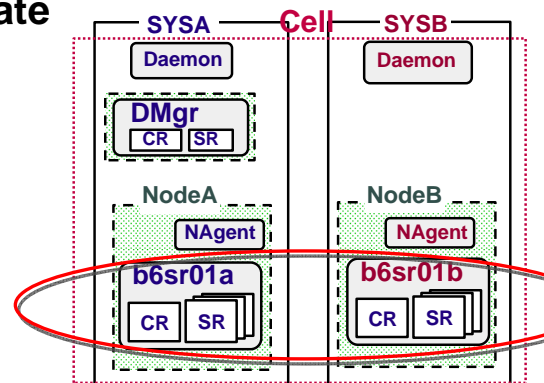 ate
SYSA Cell SYSB
Daemon Daemon
DMgr
CR SR
NodeA NodeB
NAgent NAgent
b6sr01a b6sr01b
CR SR CR SR